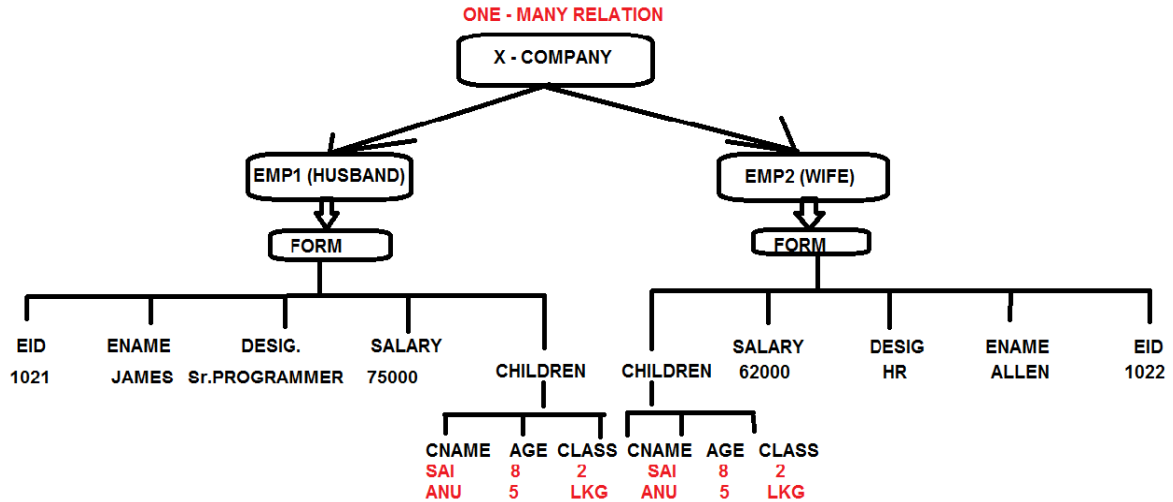 ONE - MANY RELATION
X - COMPANY
EMP1 (HUSBAND)
EMP2 (WIFE)
FORM
FORM
EID ENAME DESIG. SALARY
1021 JAMES Sr.PROGRAMMER 75000
CHILDREN
CHILDREN
SALARY DESIG ENAME EID
62000 HR ALLEN 1022
CNAME AGE CLASS
SAI 8 2
ANU 5 LKG
CNAME AGE CLASS
SAI 8 2
ANU 5 LKG